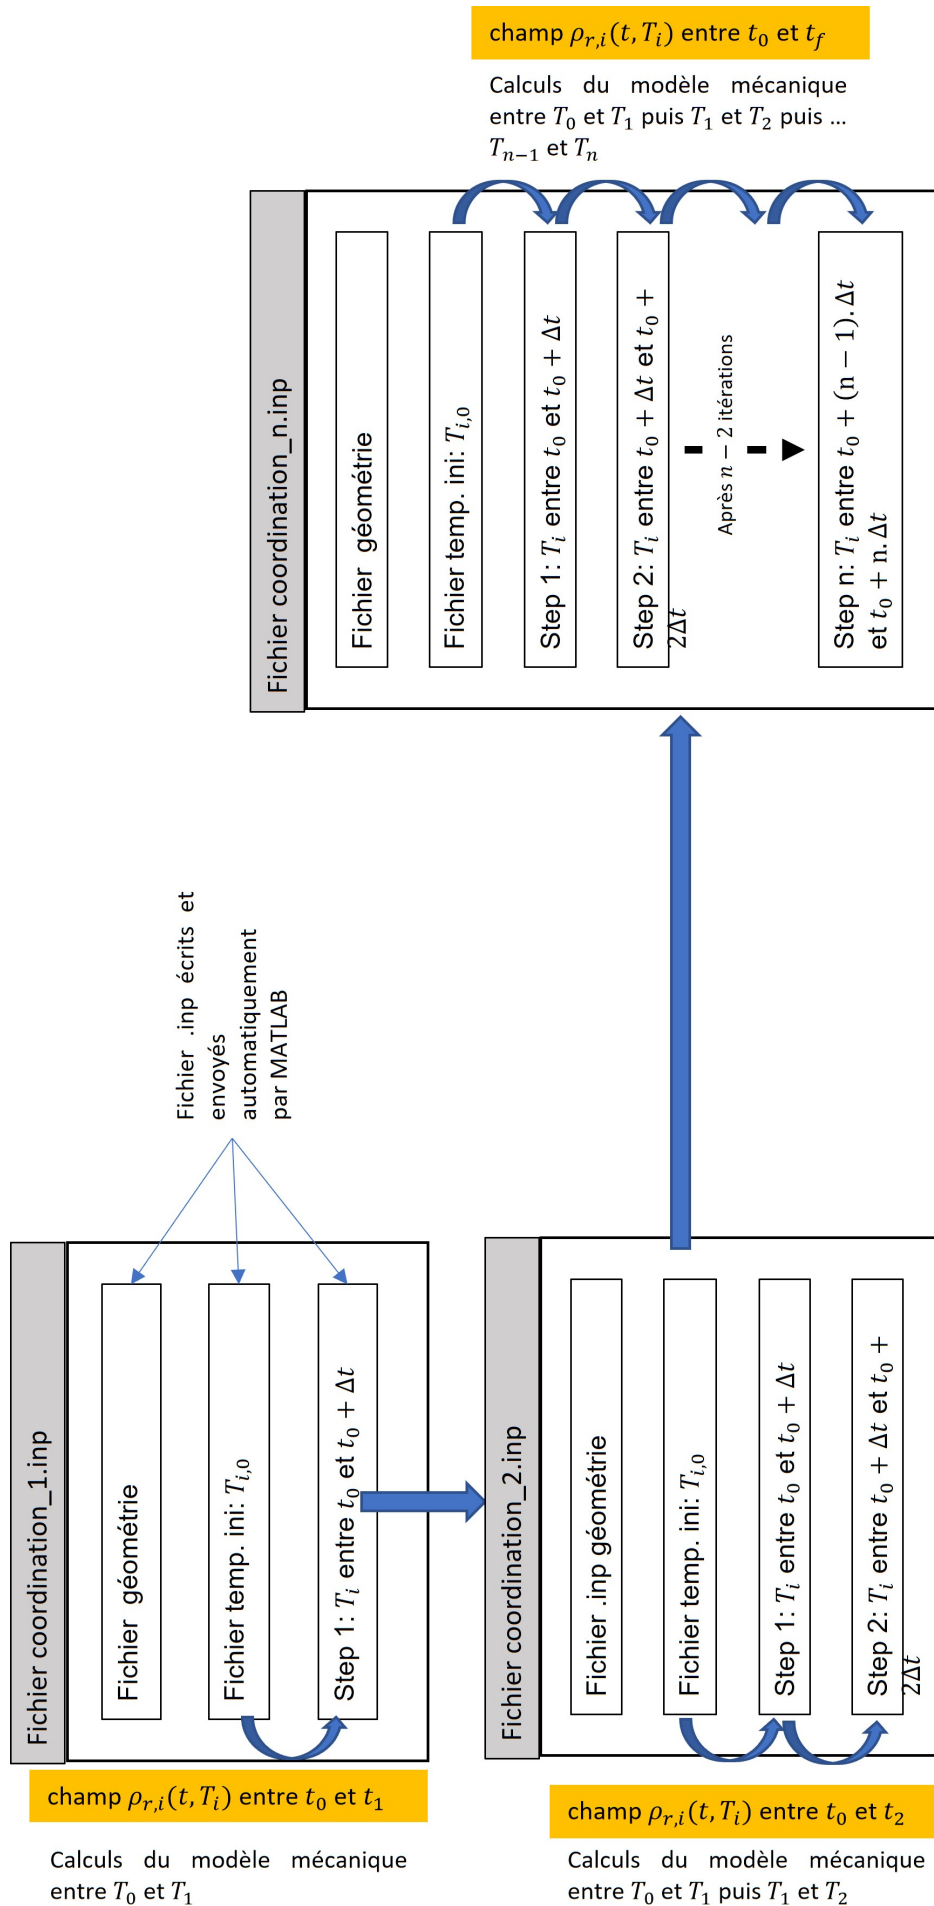 champ ρ_{r,i}(t, T_i) entre t_0 et t_f
Calculs du modèle mécanique
entre T_0 et T_1 puis T_1 et T_2 puis ...
T_{n−1} et T_n
Fichier coordination_n.inp
Fichier géométrie
Fichier temp. ini: T_{i,0}
Step 1: T_i entre t_0 et t_0 + Δt
Step 2: T_i entre t_0 + Δt et t_0 +
2Δt
Après n − 2 itérations
Step n: T_i entre t_0 + (n − 1). Δt
et t_0 + n. Δt
Fichier .inp écrits et
envoyés
automatiquement
par MATLAB
Fichier coordination_1.inp
Fichier géométrie
Fichier temp. ini: T_{i,0}
Step 1: T_i entre t_0 et t_0 + Δt
champ ρ_{r,i}(t, T_i) entre t_0 et t_1
Calculs du modèle mécanique
entre T_0 et T_1
Fichier coordination_2.inp
Fichier .inp géométrie
Fichier temp. ini: T_{i,0}
Step 1: T_i entre t_0 et t_0 + Δt
Step 2: T_i entre t_0 + Δt et t_0 +
2Δt
champ ρ_{r,i}(t, T_i) entre t_0 et t_2
Calculs du modèle mécanique
entre T_0 et T_1 puis T_1 et T_2